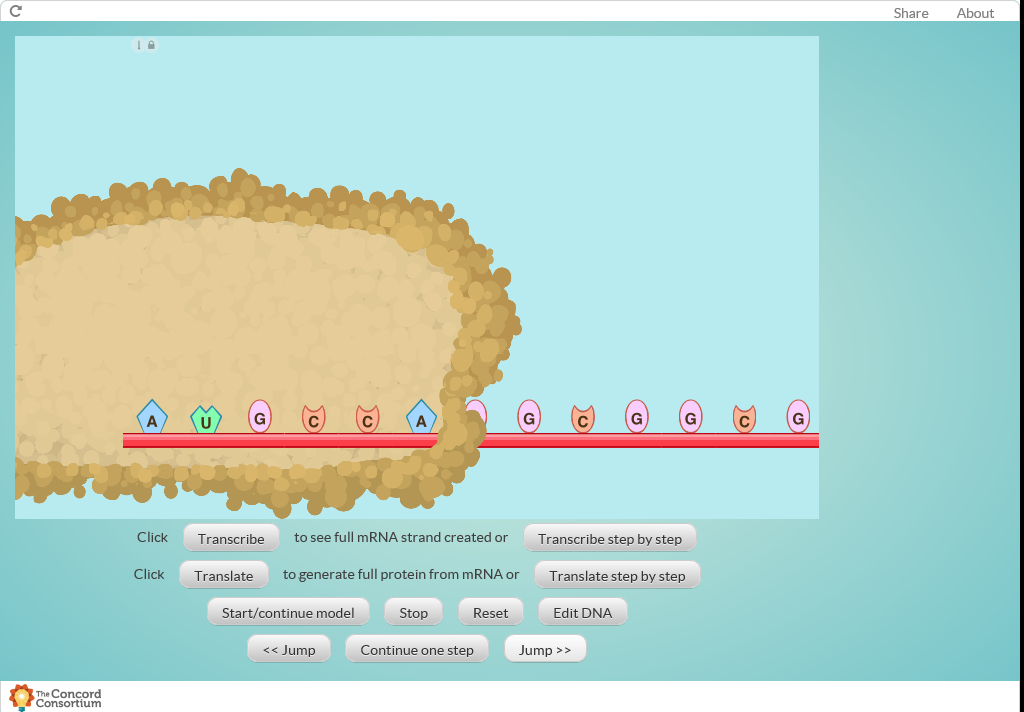 Share About
A U G C C A G C G G C G
Click Transcribe to see full mRNA strand created or Transcribe step by step
Click Translate to generate full protein from mRNA or Translate step by step
Start/continue model Stop Reset Edit DNA
<< Jump Continue one step Jump >>
The Concord
Consortium